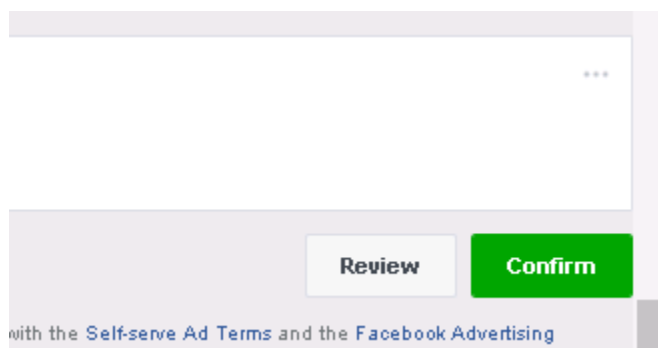 Review Confirm
with the Self-serve Ad Terms and the Facebook Advertising